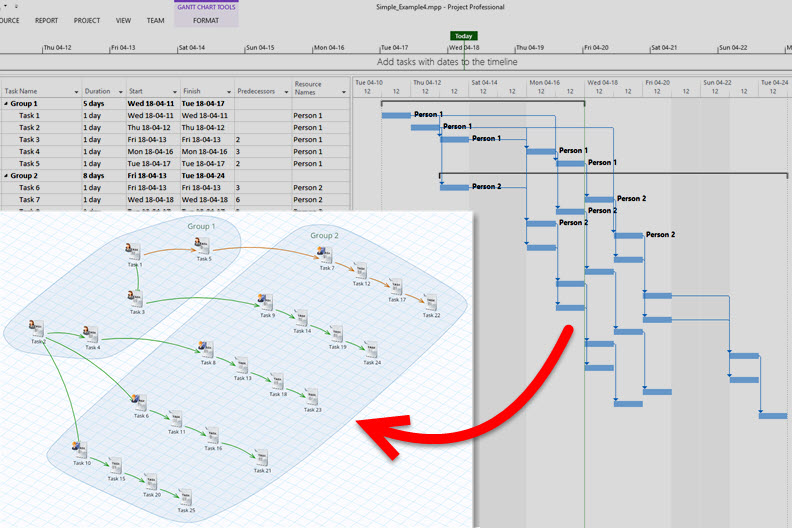 GANTT CHART TOOLS
Simple_Example4.mpp - Project Professional
OURCE REPORT PROJECT VIEW TEAM FORMAT
Today
Thu 04-12 Fri 04-13 Sat 04-14 Sun 04-15 Mon 04-16 Tue 04-17 Wed 04-18 Thu 04-19 Fri 04-20 Sat 04-21 Sun 04-22 Mon
Add tasks with dates to the timeline
Task Name Duration Start Finish Predecessors Resource Names
Tue 04-10 Thu 04-12 Sat 04-14 Mon 04-16 Wed 04-18 Fri 04-20 Sun 04-22 Tue 04-24
12 12 12 12 12 12 12 12 12 12 12 12 12 12 12
Group 1 5 days Wed 18-04-11 Tue 18-04-17
Task 1 1 day Wed 18-04-11 Wed 18-04-11 Person 1
Task 2 1 day Thu 18-04-12 Thu 18-04-12 Person 1
Task 3 1 day Fri 18-04-13 Fri 18-04-13 2 Person 1
Task 4 1 day Mon 18-04-16 Mon 18-04-16 3 Person 1
Task 5 1 day Tue 18-04-17 Tue 18-04-17 2 Person 1
Group 2 8 days Fri 18-04-13 Tue 18-04-24
Task 6 1 day Fri 18-04-13 Fri 18-04-13 3 Person 2
Task 7 1 day Wed 18-04-18 Wed 18-04-18 6 Person 2
Person 1
Person 1
Person 1
Person 1
Person 1
Person 2
Person 2
Person 2
Person 2
Person 2
Group 1
Group 2
Task 1
Task 5
Task 7
Task 12
Task 17
Task 22
Task 3
Task 9
Task 14
Task 19
Task 24
Task 2
Task 4
Task 8
Task 13
Task 18
Task 23
Task 6
Task 11
Task 16
Task 21
Task 10
Task 15
Task 20
Task 25